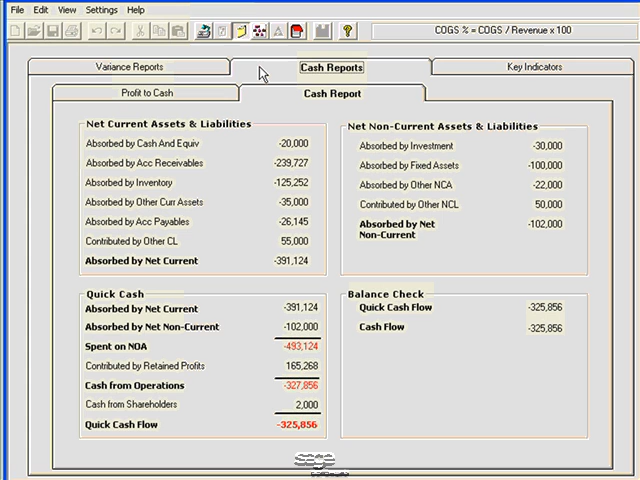 File Edit View Settings Help
COGS % = COGS / Revenue x 100
Variance Reports Cash Reports Key Indicators
Profit to Cash Cash Report
Net Current Assets & Liabilities
Absorbed by Cash And Equiv -20,000
Absorbed by Acc Receivables -239,727
Absorbed by Inventory -125,252
Absorbed by Other Curr Assets -35,000
Absorbed by Acc Payables -26,145
Contributed by Other CL 55,000
Absorbed by Net Current -391,124
Net Non-Current Assets & Liabilities
Absorbed by Investment -30,000
Absorbed by Fixed Assets -100,000
Absorbed by Other NCA -22,000
Contributed by Other NCL 50,000
Absorbed by Net -102,000
Non-Current
Quick Cash
Absorbed by Net Current -391,124
Absorbed by Net Non-Current -102,000
Spent on NOA -493,124
Contributed by Retained Profits 165,268
Cash from Operations -327,856
Cash from Shareholders 2,000
Quick Cash Flow -325,856
Balance Check
Quick Cash Flow -325,856
Cash Flow -325,856